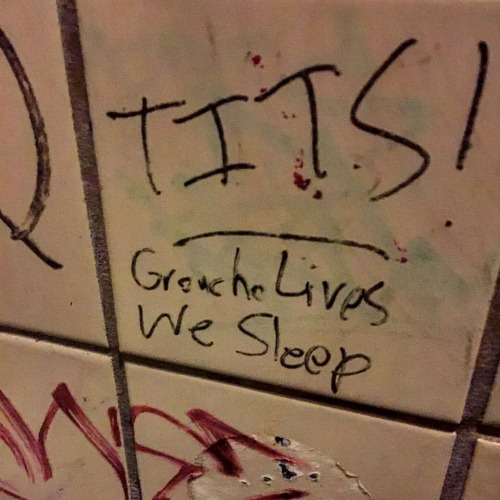 TITS!
Groucho Lives
We Sleep